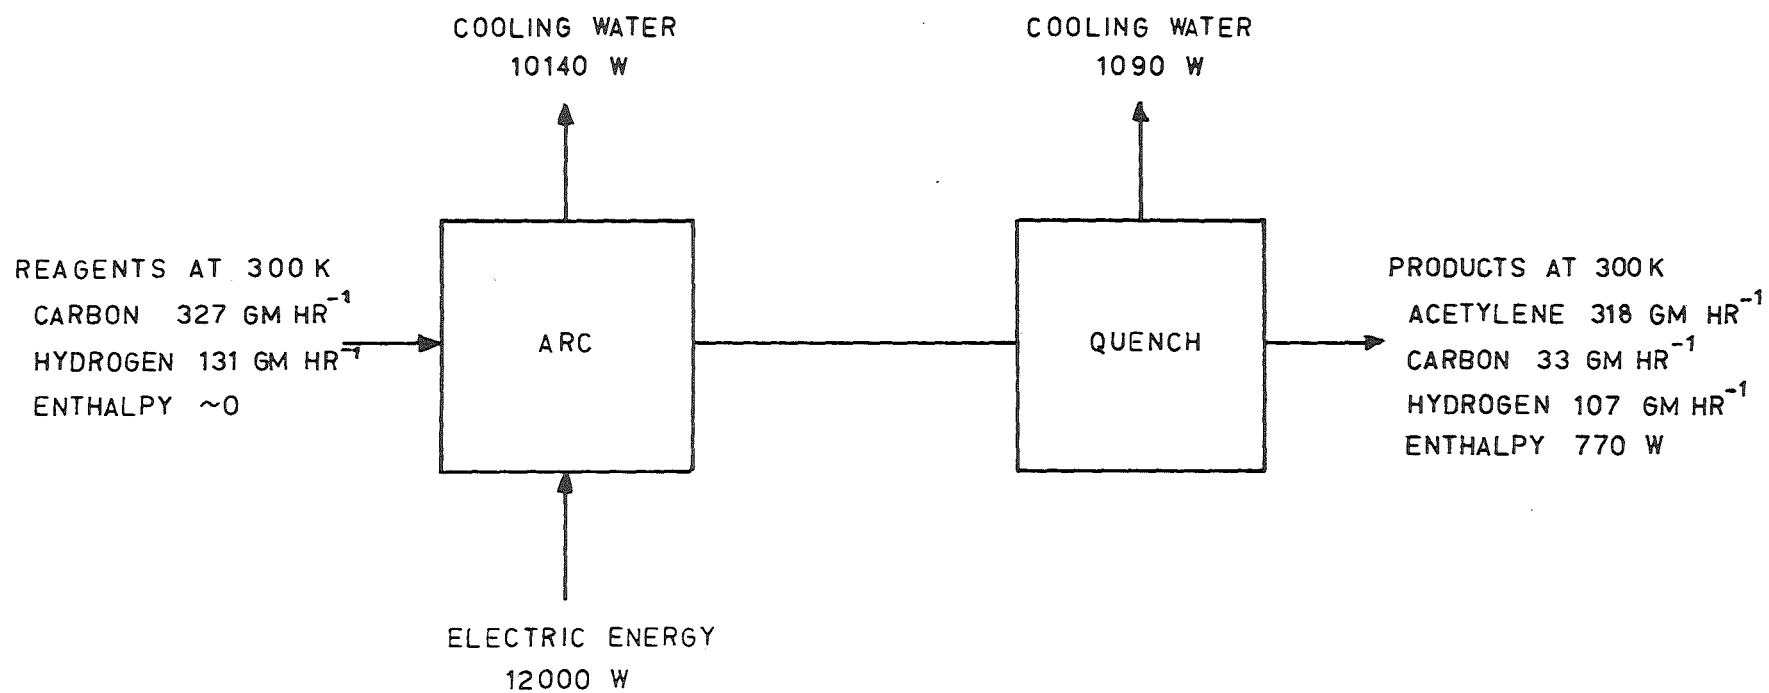 COOLING WATER
10140 W
COOLING WATER
1090 W
REAGENTS AT 300 K
CARBON 327 GM HR⁻¹
HYDROGEN 131 GM HR⁻¹
ENTHALPY ~0
ARC
QUENCH
PRODUCTS AT 300 K
ACETYLENE 318 GM HR⁻¹
CARBON 33 GM HR⁻¹
HYDROGEN 107 GM HR⁻¹
ENTHALPY 770 W
ELECTRIC ENERGY
12000 W